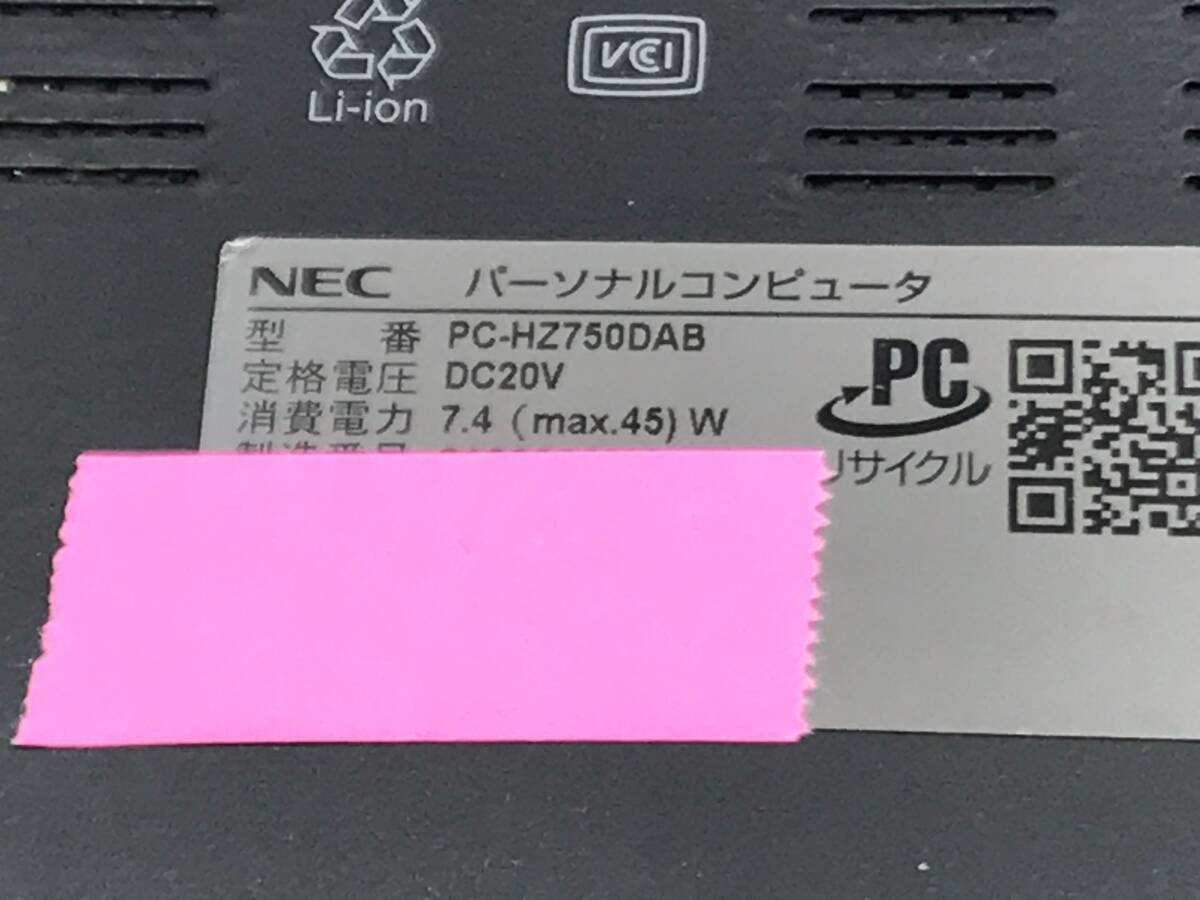 Li-ion
VCCI
NEC パーソナルコンピュータ
型 番 PC-HZ750DAB
定格電圧 DC20V
消費電力 7.4 (max.45) W
PC
リサイクル